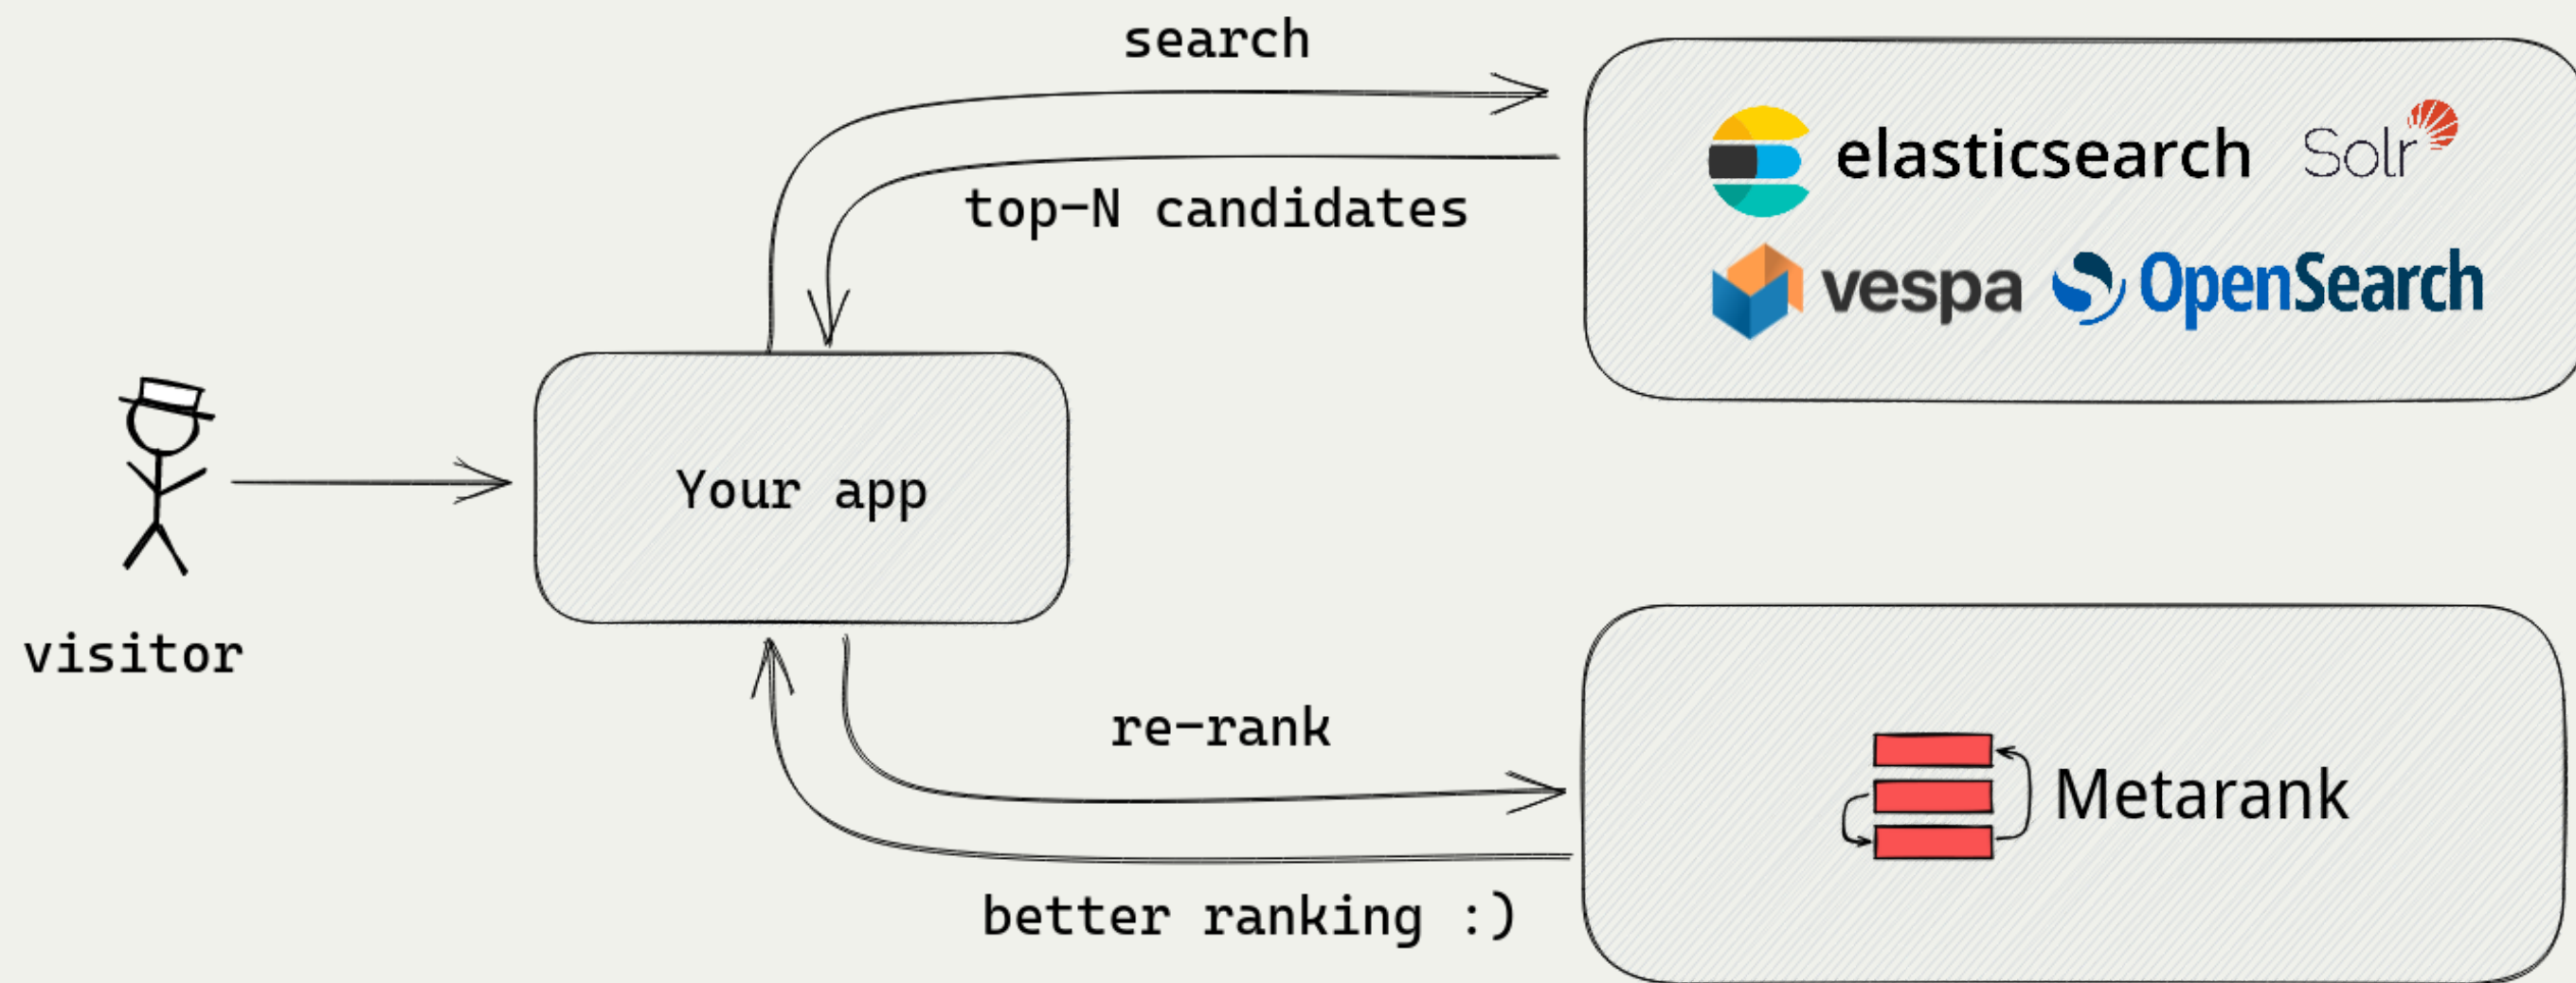 search
elasticsearch Solr
top-N candidates
vespa OpenSearch
Your app
visitor
re-rank
Metarank
better ranking :)